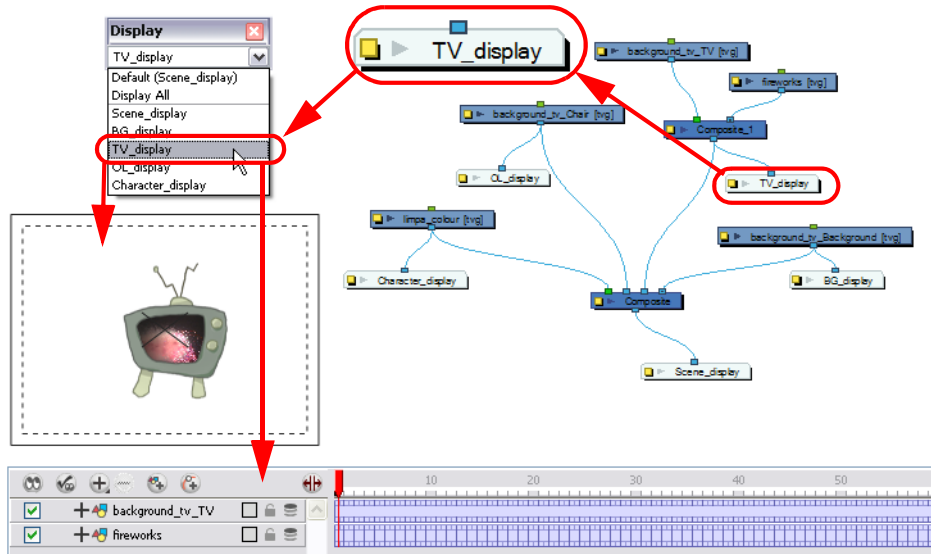 Display
TV_display
Default (Scene_display)
Display All
Scene_display
BG_display
TV_display
OL_display
Character_display
TV_display
background_tv_TV [tvg]
fireworks [tvg]
background_tv_Chair [tvg]
Composite_1
OL_display
TV_display
limpa_colour [tvg]
background_tv_Background [tvg]
Character_display
BG_display
Composite
Scene_display
10 20 30 40 50
background_tv_TV
fireworks